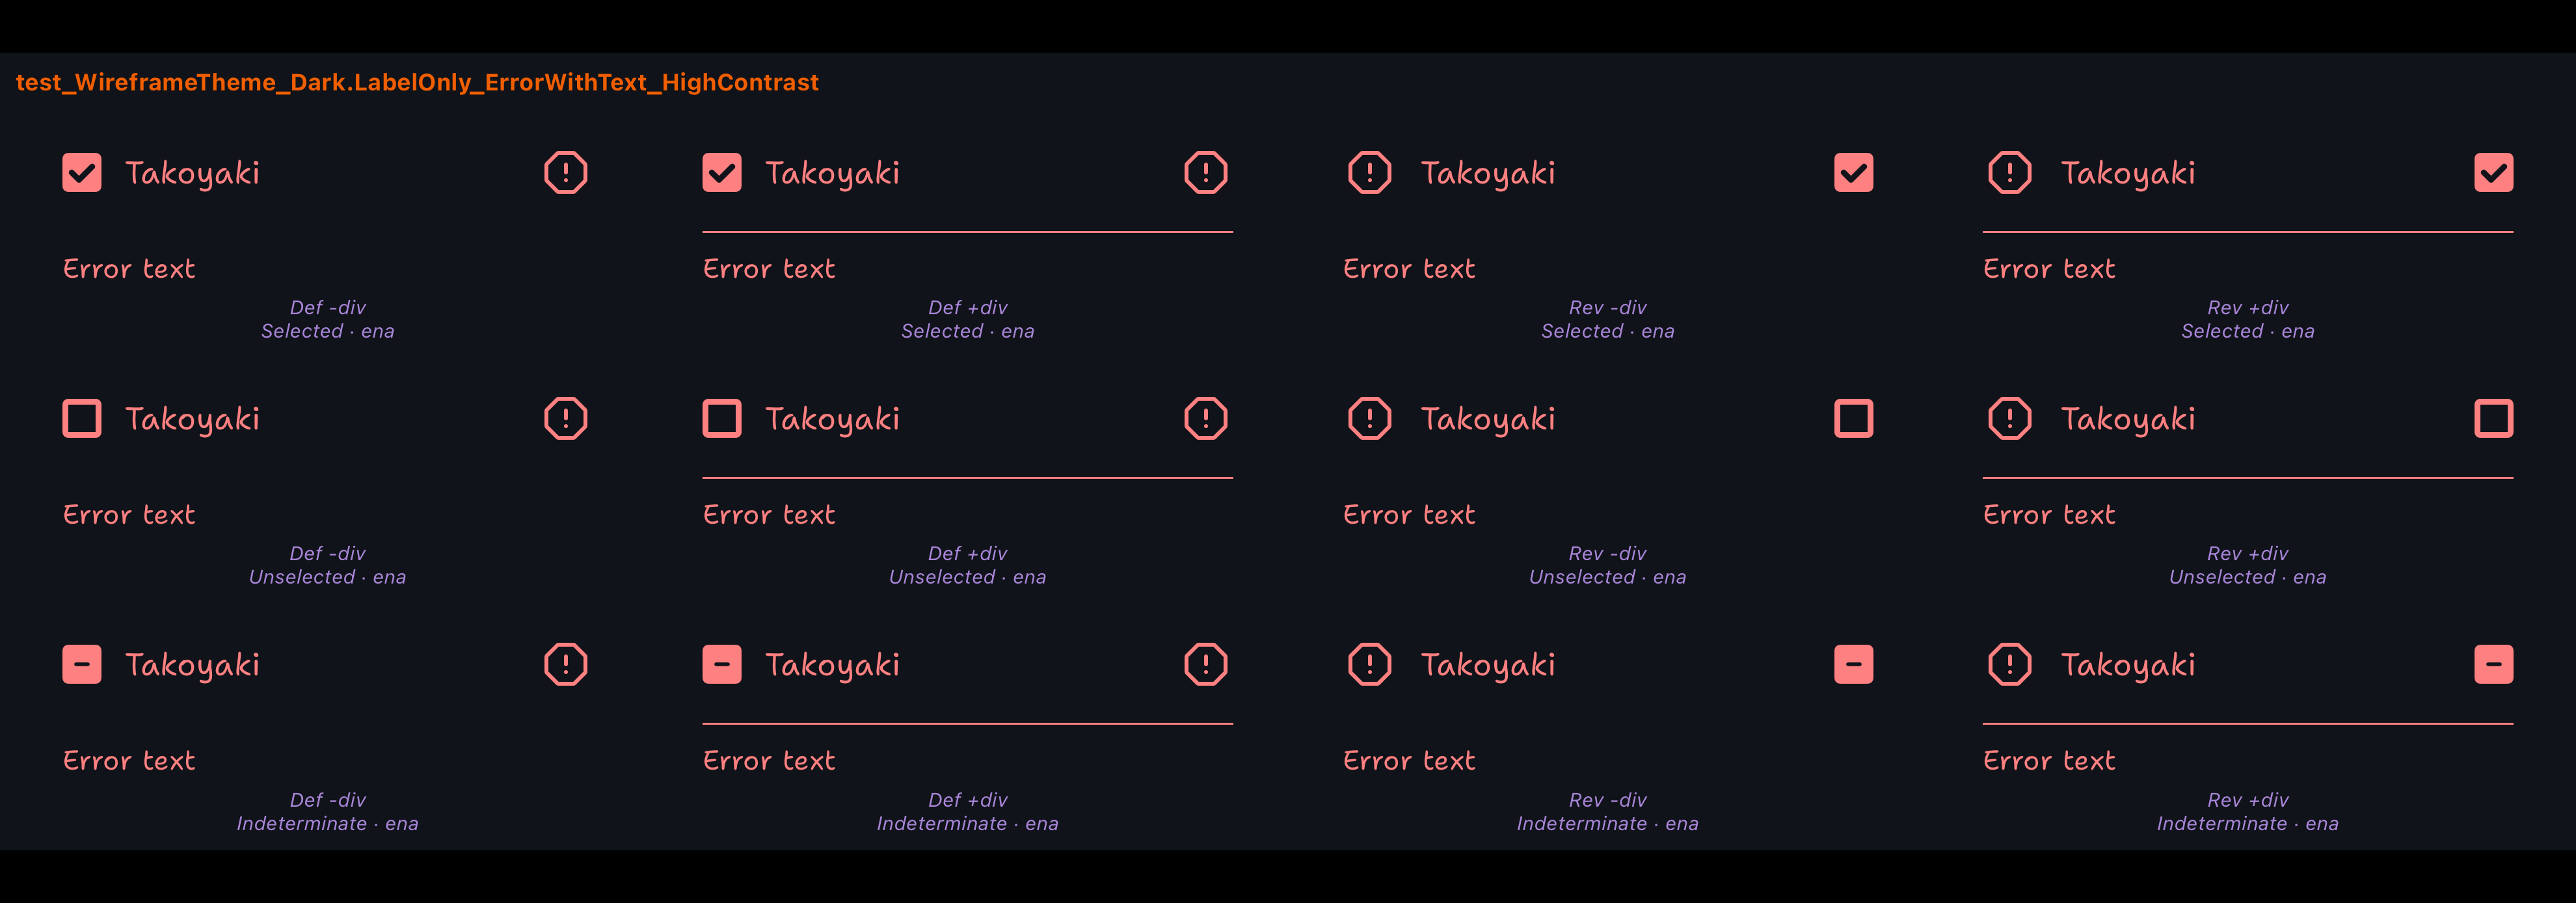 test_WireframeTheme_Dark.LabelOnly_ErrorWithText_HighContrast
Takoyaki
Takoyaki
Takoyaki
Takoyaki
Error text
Error text
Error text
Error text
Def -div
Def +div
Rev -div
Rev +div
Selected · ena
Selected · ena
Selected · ena
Selected · ena
Takoyaki
Takoyaki
Takoyaki
Takoyaki
Error text
Error text
Error text
Error text
Def -div
Def +div
Rev -div
Rev +div
Unselected · ena
Unselected · ena
Unselected · ena
Unselected · ena
Takoyaki
Takoyaki
Takoyaki
Takoyaki
Error text
Error text
Error text
Error text
Def -div
Def +div
Rev -div
Rev +div
Indeterminate · ena
Indeterminate · ena
Indeterminate · ena
Indeterminate · ena